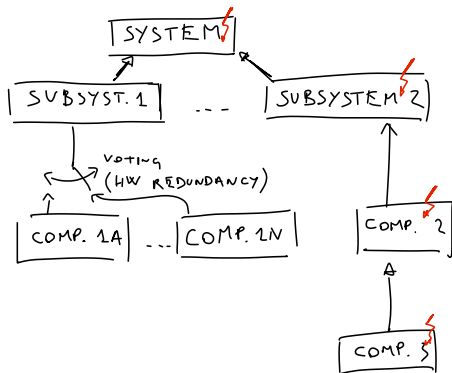 SYSTEM
SUBSYST. 1
...
SUBSYSTEM 2
VOTING
(HW REDUNDANCY)
COMP. 1A
...
COMP. 1N
COMP. 2
COMP. 3